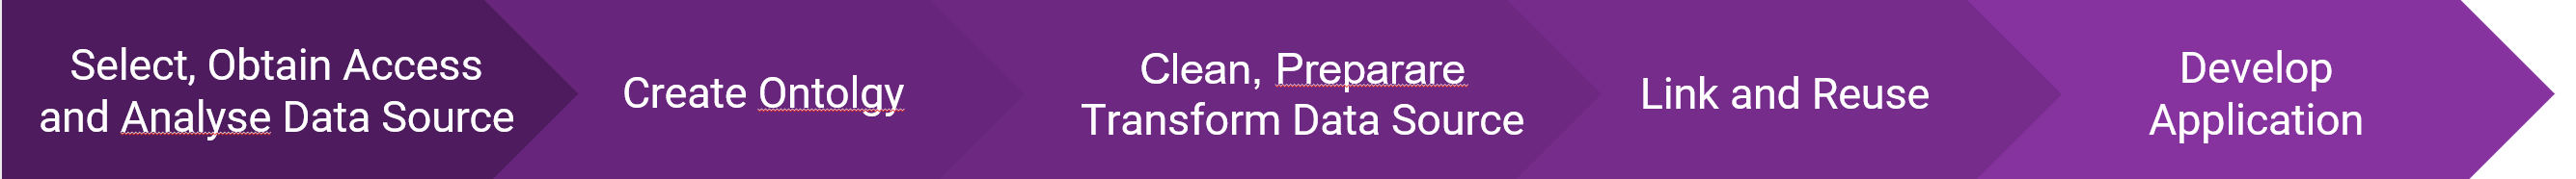 Select, Obtain Access
and Analyse Data Source
Create Ontolgy
Clean, Preparare
Transform Data Source
Link and Reuse
Develop
Application